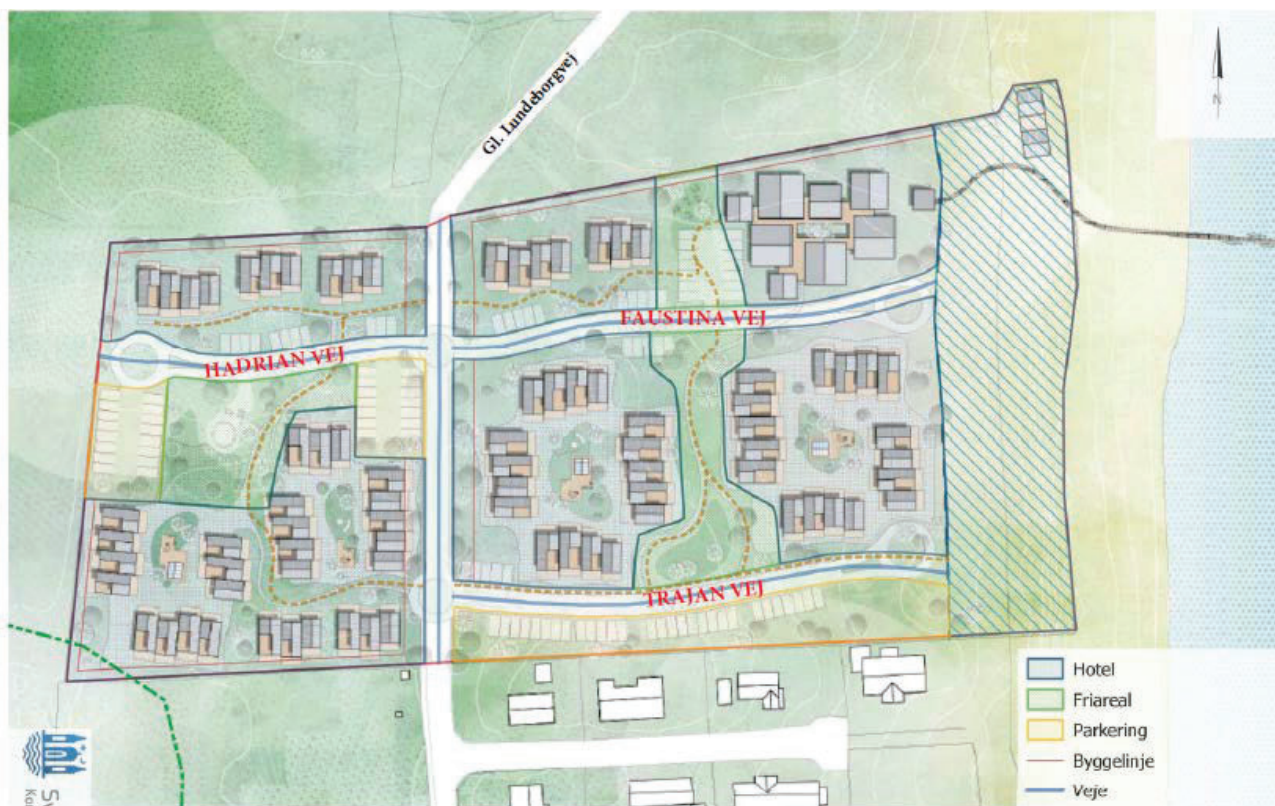 Gl. Lundeborgvej
N
FAUSTINA VEJ
HADRIAN VEJ
TRAJAN VEJ
Hotel
Friareal
Parkering
Byggelinje
Veje